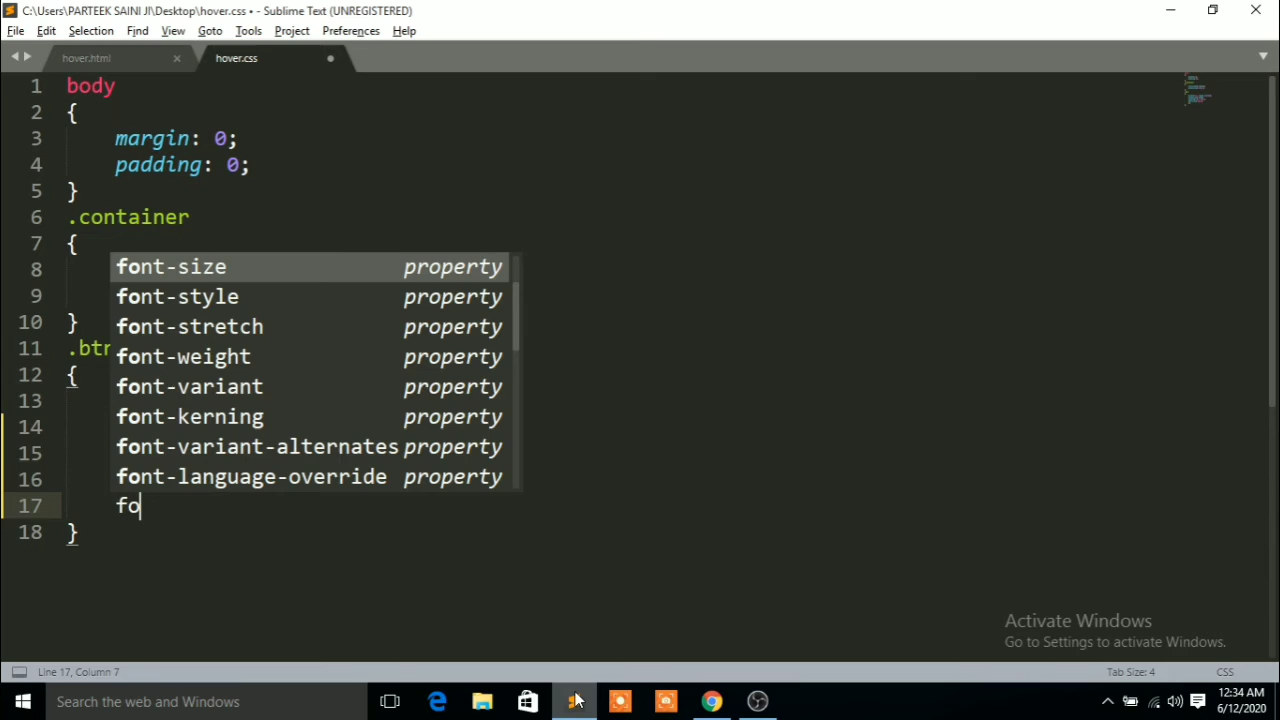 C:\Users\PARTEEK SAINI JI\Desktop\hover.css • - Sublime Text (UNREGISTERED)
File Edit Selection Find View Goto Tools Project Preferences Help
hover.html hover.css
1 body
2 {
3 margin: 0;
4 padding: 0;
5 }
6 .container
7 {
8 font-size property
9 font-style property
10 } font-stretch property
11 .btn font-weight property
12 { font-variant property
13 font-kerning property
14 font-variant-alternates property
15 font-language-override property
16
17 fo
18 }
Activate Windows
Go to Settings to activate Windows.
Line 17, Column 7 Tab Size: 4 CSS
Search the web and Windows
12:34 AM
6/12/2020